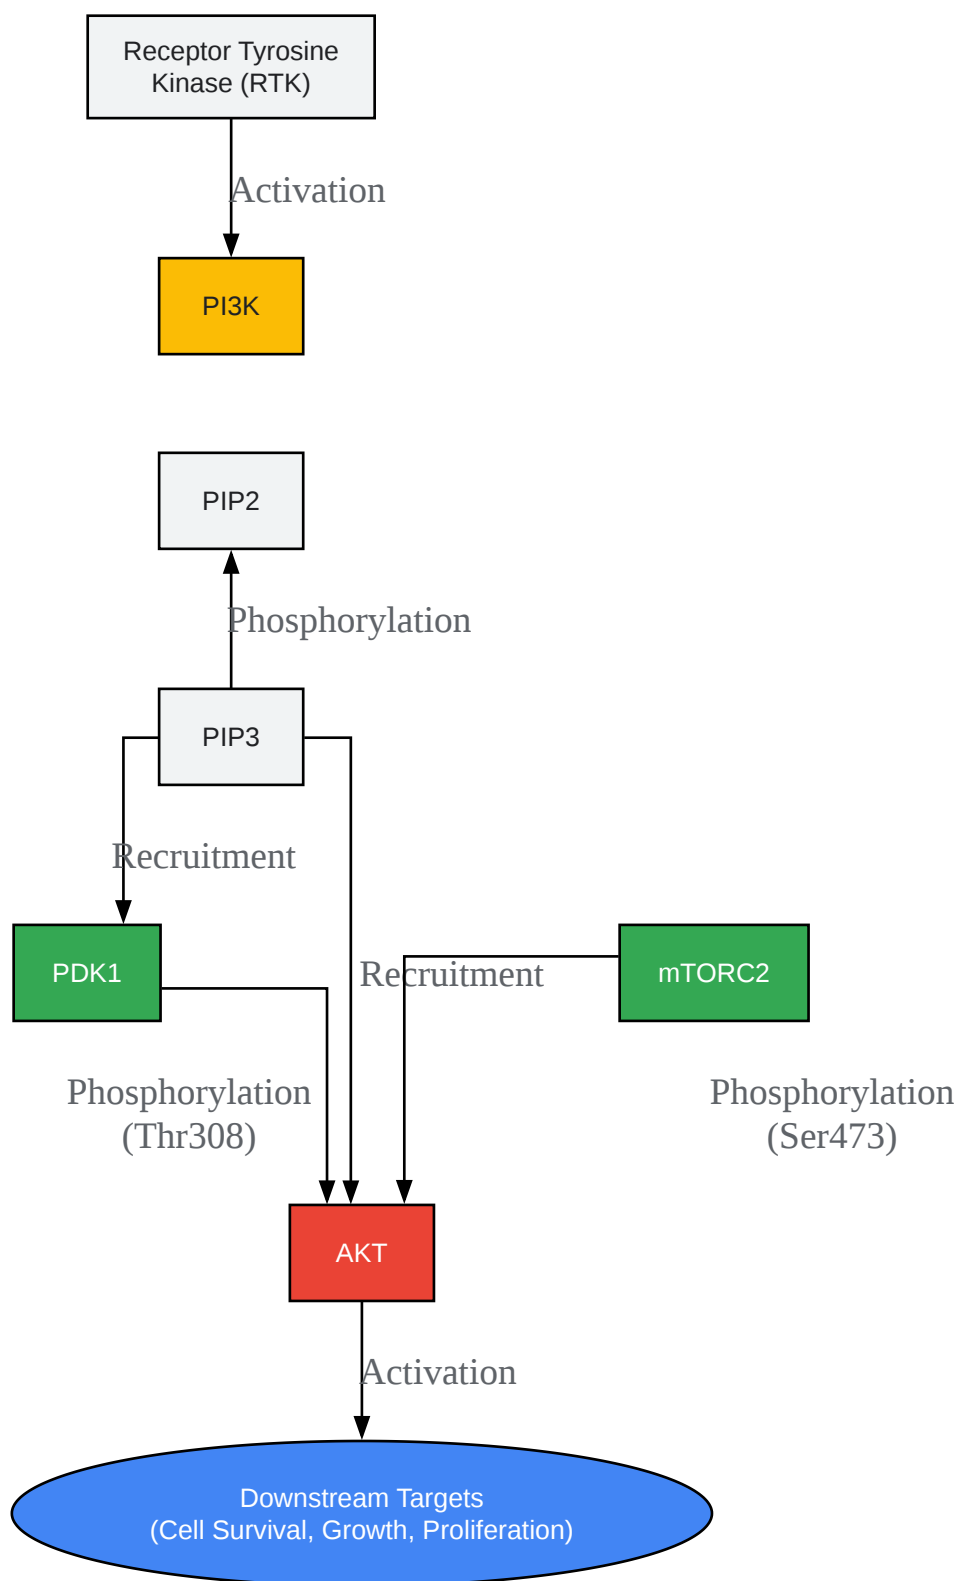 Receptor Tyrosine
Kinase (RTK)
Activation
PI3K
PIP2
Phosphorylation
PIP3
Recruitment
PDK1
Recruitment
mTORC2
Phosphorylation
(Thr308)
Phosphorylation
(Ser473)
AKT
Activation
Downstream Targets
(Cell Survival, Growth, Proliferation)